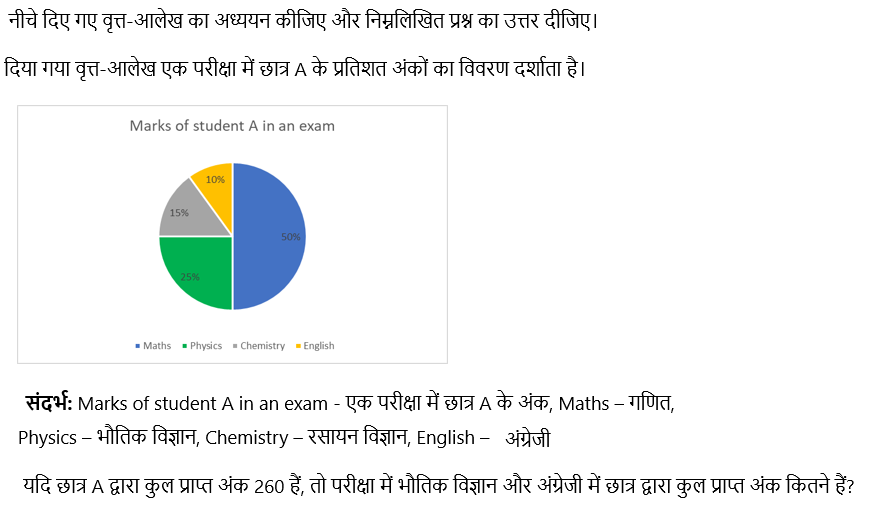 नीचे दिए गए वृत्त-आलेख का अध्ययन कीजिए और निम्नलिखित प्रश्न का उत्तर दीजिए।
दिया गया वृत्त-आलेख एक परीक्षा में छात्र A के प्रतिशत अंकों का विवरण दर्शाता है।
Marks of student A in an exam
10%
15%
50%
25%
Maths Physics Chemistry English
संदर्भ: Marks of student A in an exam - एक परीक्षा में छात्र A के अंक, Maths – गणित,
Physics – भौतिक विज्ञान, Chemistry – रसायन विज्ञान, English – अंग्रेजी
यदि छात्र A द्वारा कुल प्राप्त अंक 260 हैं, तो परीक्षा में भौतिक विज्ञान और अंग्रेजी में छात्र द्वारा कुल प्राप्त अंक कितने हैं?